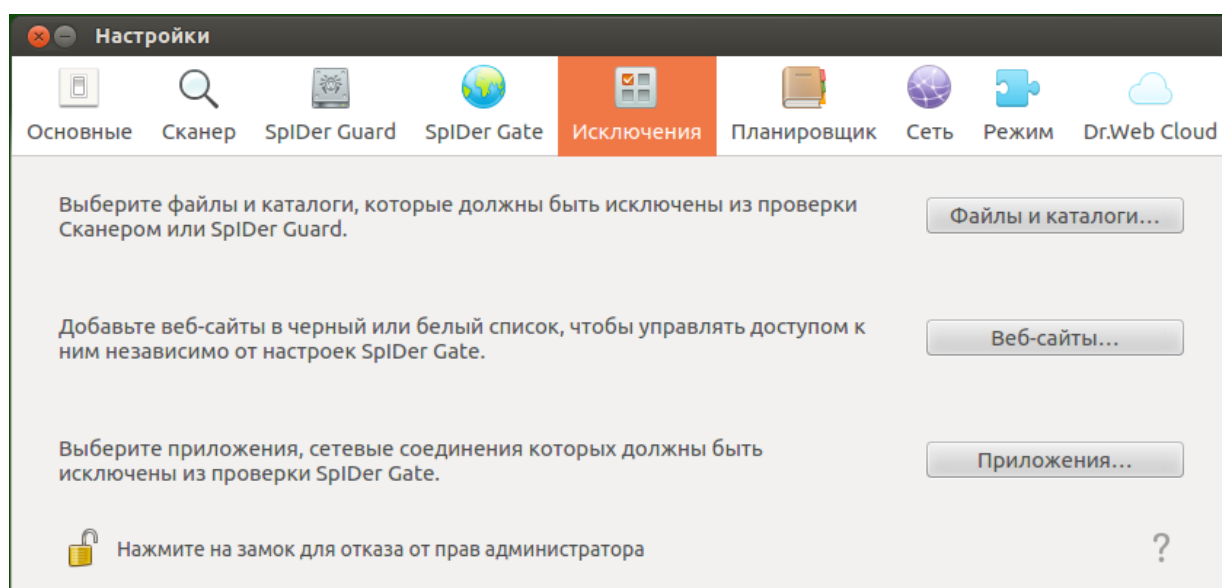 Настройки
Основные
Сканер
SpIDer Guard
SpIDer Gate
Исключения
Планировщик
Сеть
Режим
Dr.Web Cloud
Выберите файлы и каталоги, которые должны быть исключены из проверки
Сканером или SpIDer Guard.
Файлы и каталоги...
Добавьте веб-сайты в черный или белый список, чтобы управлять доступом к
ним независимо от настроек SpIDer Gate.
Веб-сайты...
Выберите приложения, сетевые соединения которых должны быть
исключены из проверки SpIDer Gate.
Приложения...
Нажмите на замок для отказа от прав администратора
?